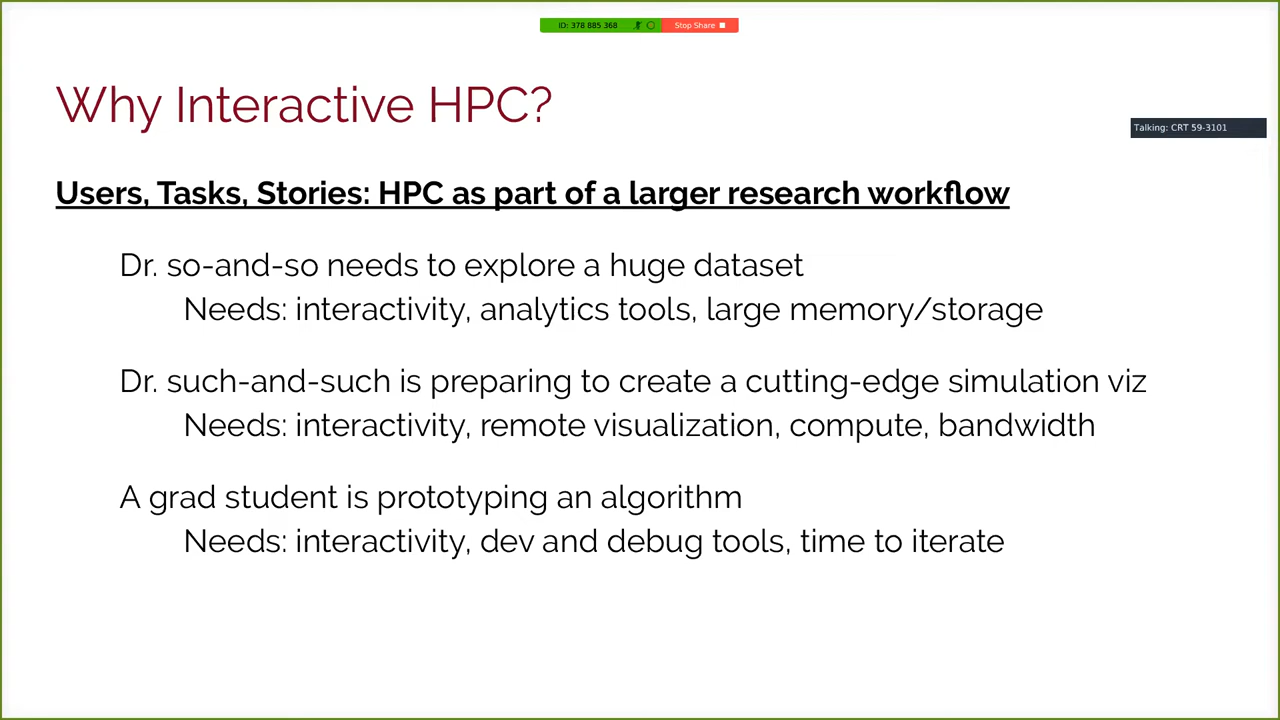 ID: 378 885 368 Stop Share
Why Interactive HPC?
Talking: CRT 59-3101
Users, Tasks, Stories: HPC as part of a larger research workflow
Dr. so-and-so needs to explore a huge dataset
Needs: interactivity, analytics tools, large memory/storage
Dr. such-and-such is preparing to create a cutting-edge simulation viz
Needs: interactivity, remote visualization, compute, bandwidth
A grad student is prototyping an algorithm
Needs: interactivity, dev and debug tools, time to iterate